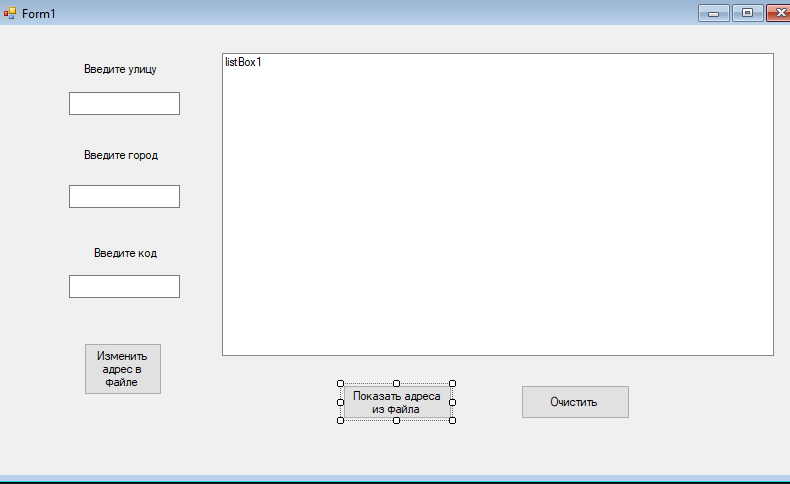 Form1
Введите улицу
listBox1
Введите город
Введите код
Изменить
адрес в
файле
Показать адреса
из файла
Очистить